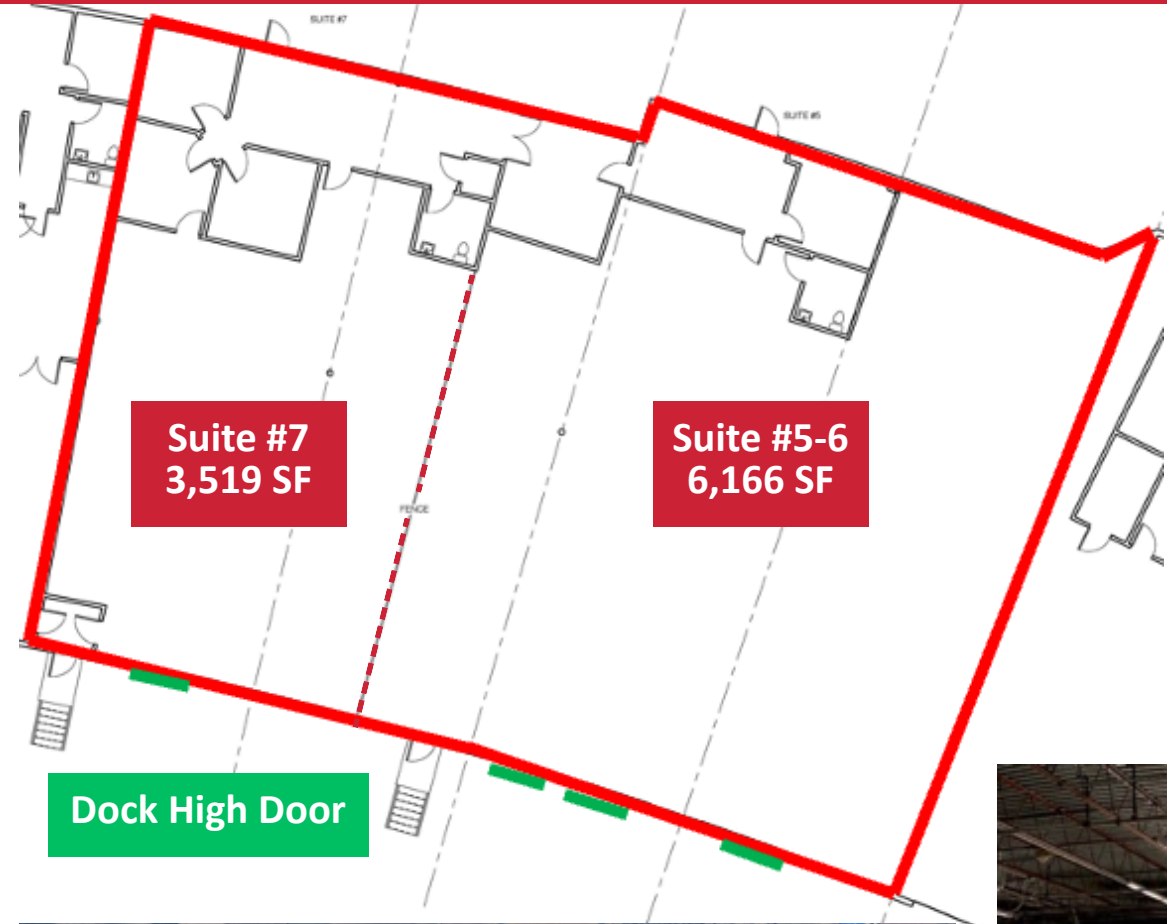 SUITE #7
SUITE #5
Suite #7
3,519 SF
Suite #5-6
6,166 SF
FENCE
Dock High Door